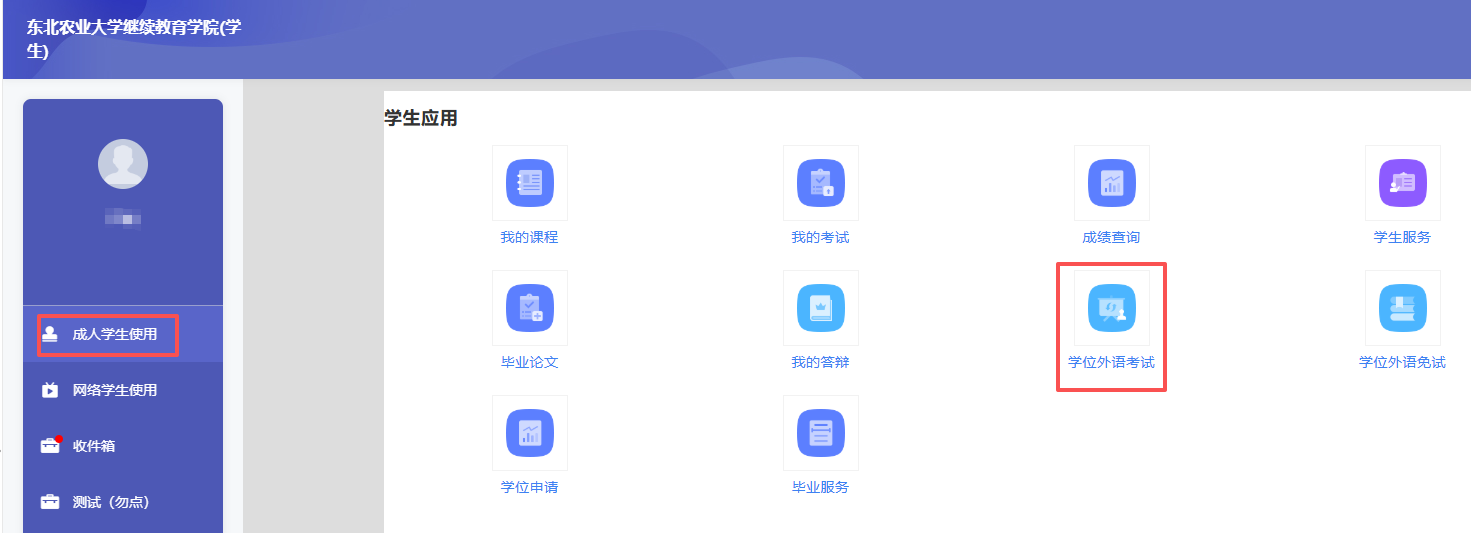 东北农业大学继续教育学院(学
生)
学生应用
我的课程
我的考试
成绩查询
学生服务
成人学生使用
毕业论文
我的答辩
学位外语考试
学位外语免试
网络学生使用
收件箱
学位申请
毕业服务
测试（勿点）